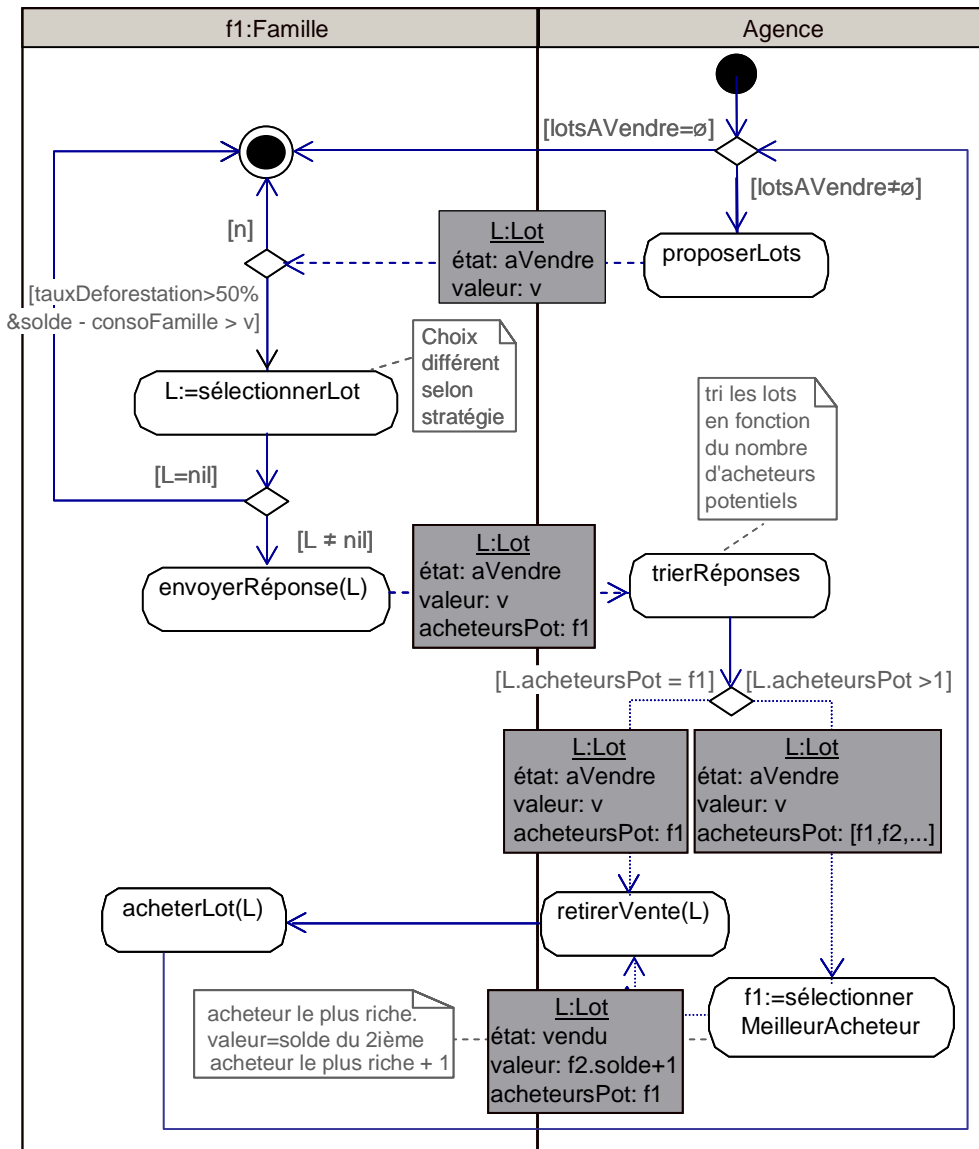 f1:Famille
Agence
[lotsAVendre=ø]
[lotsAVendre≠ø]
[n]
L:Lot
état: aVendre
valeur: v
proposerLots
[tauxDeforestation>50%
&solde - consoFamille > v]
Choix
différent
selon
stratégie
L:=sélectionnerLot
tri les lots
en fonction
du nombre
d'acheteurs
potentiels
[L=nil]
[L ≠ nil]
envoyerRéponse(L)
L:Lot
état: aVendre
valeur: v
acheteursPot: f1
trierRéponses
[L.acheteursPot = f1]
[L.acheteursPot >1]
L:Lot
état: aVendre
valeur: v
acheteursPot: f1
L:Lot
état: aVendre
valeur: v
acheteursPot: [f1,f2,...]
acheterLot(L)
retirerVente(L)
acheteur le plus riche.
valeur=solde du 2ième
acheteur le plus riche + 1
L:Lot
état: vendu
valeur: f2.solde+1
acheteursPot: f1
f1:=sélectionner
MeilleurAcheteur